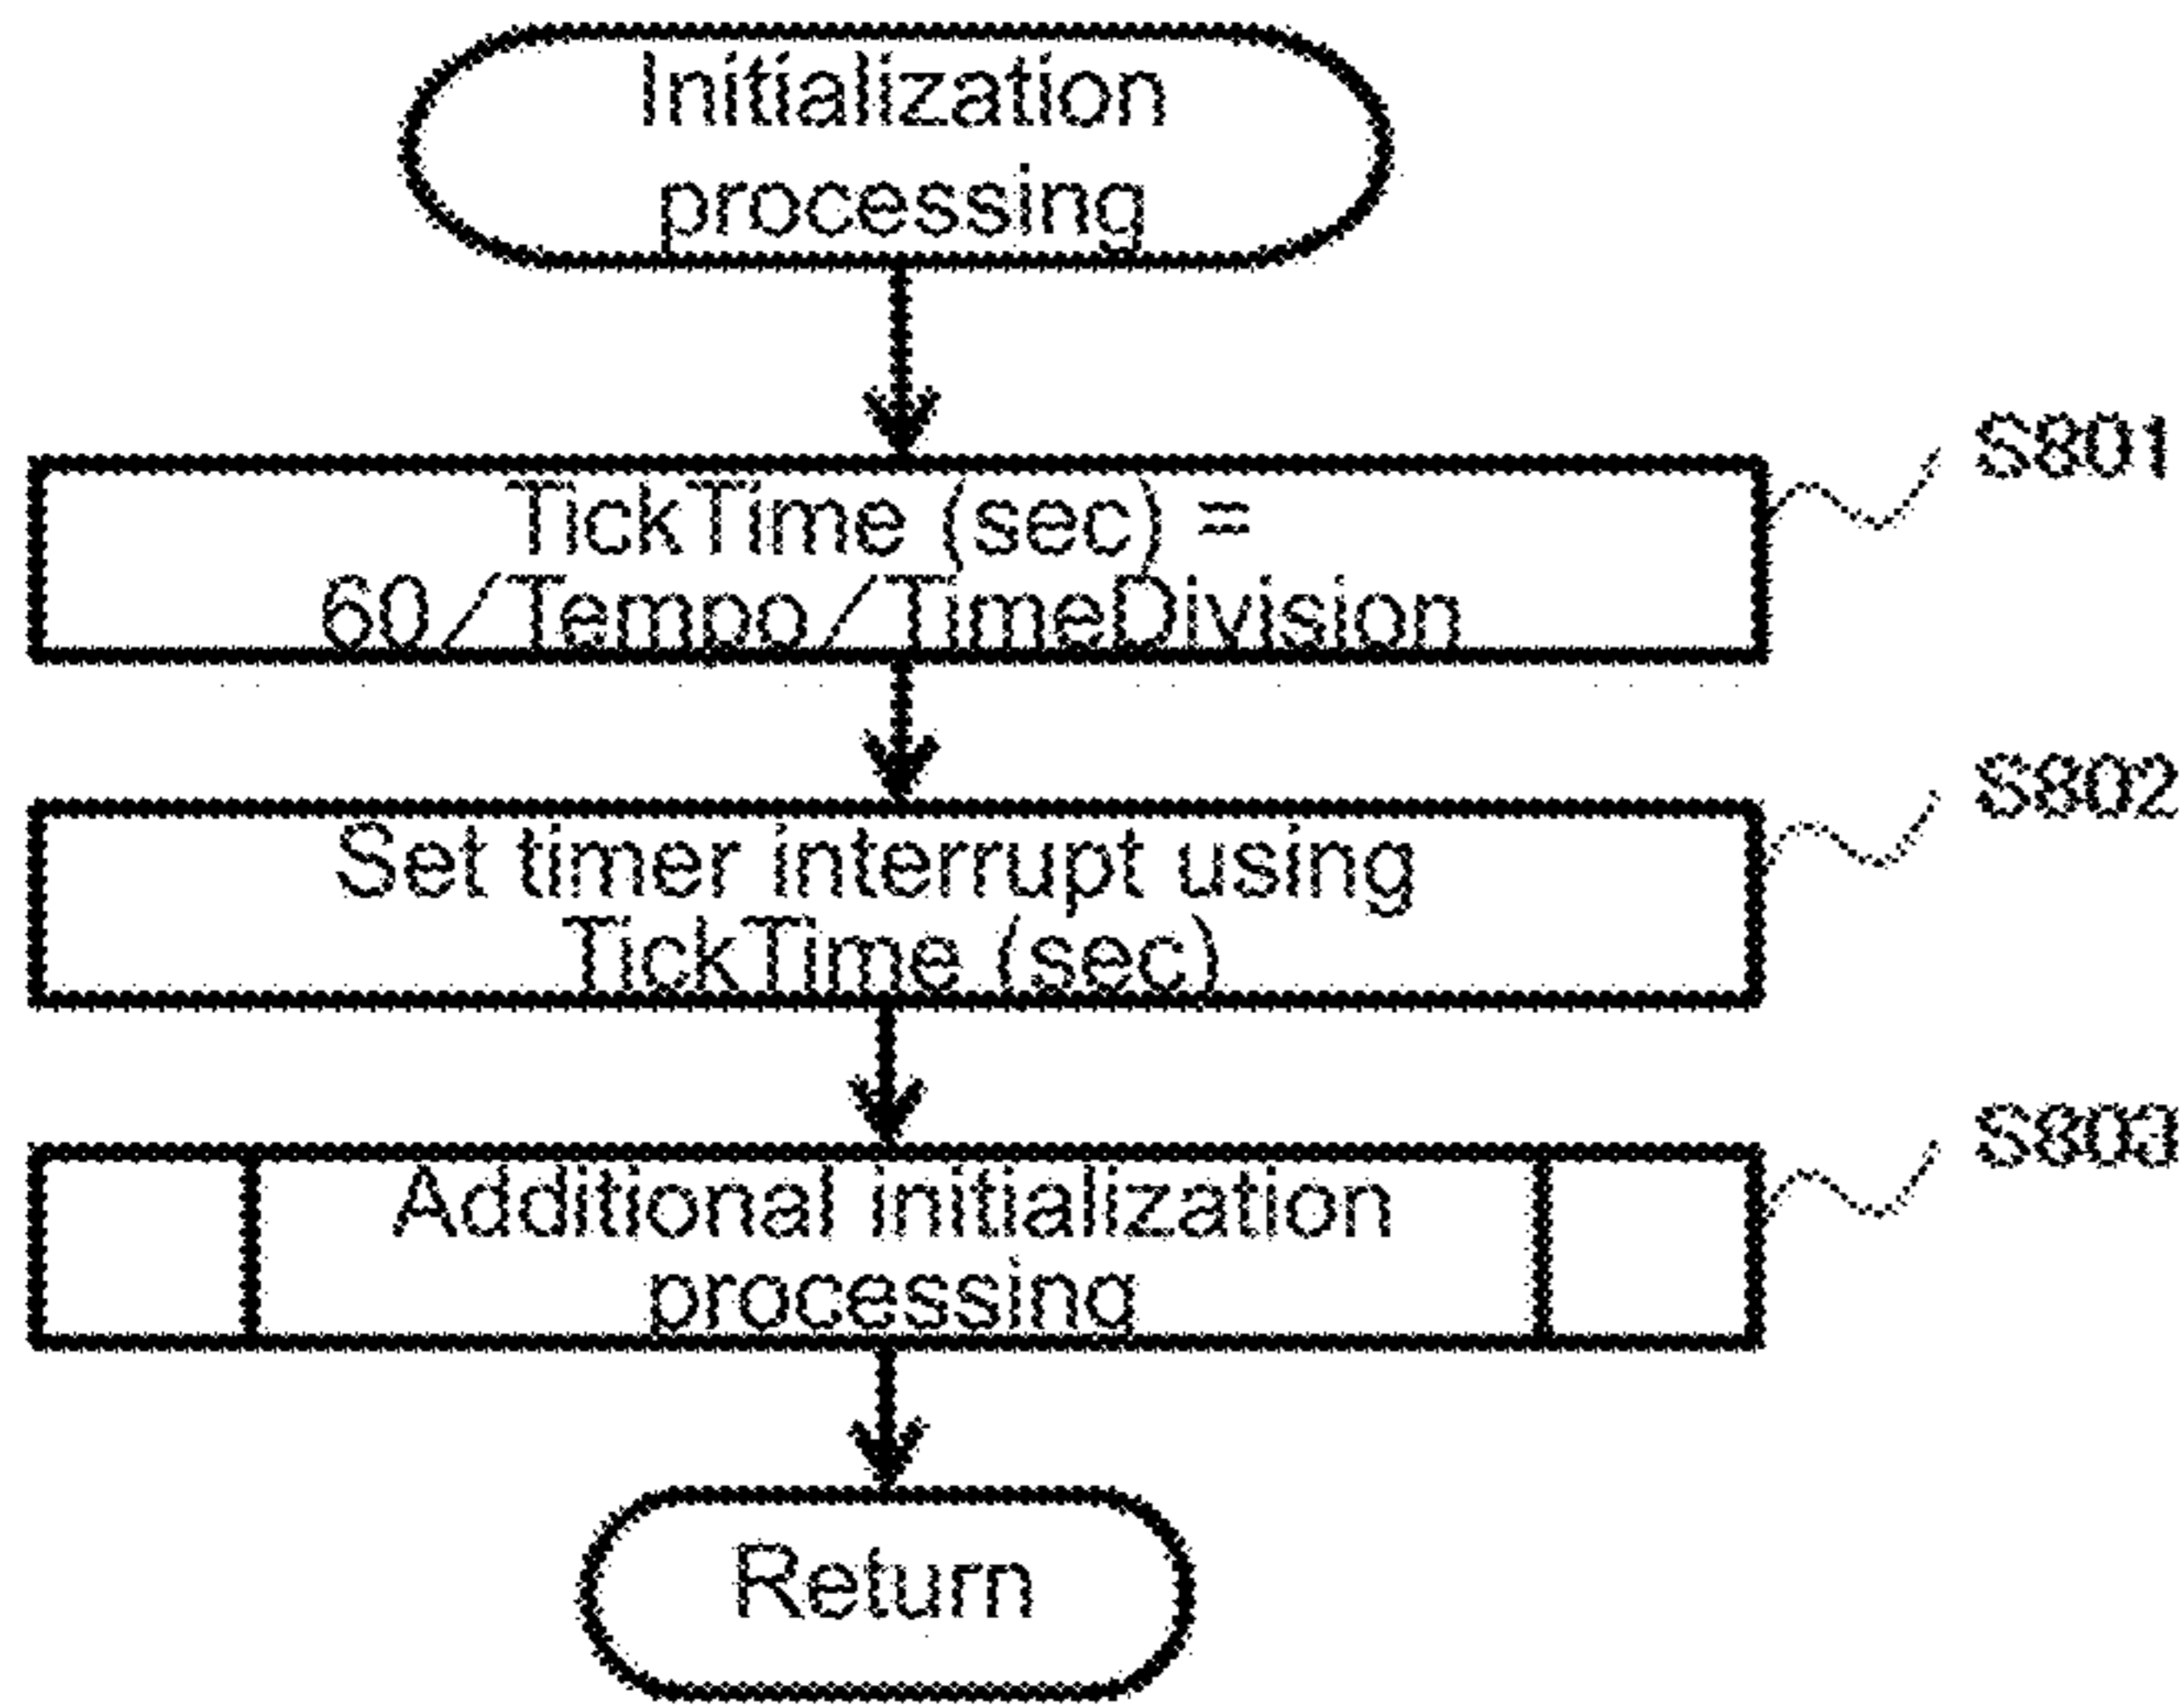 Initialization
processing
S801
TickTime (sec) =
60/Tempo/TimeDivision
S802
Set timer interrupt using
TickTime (sec)
S803
Additional initialization
processing
Return